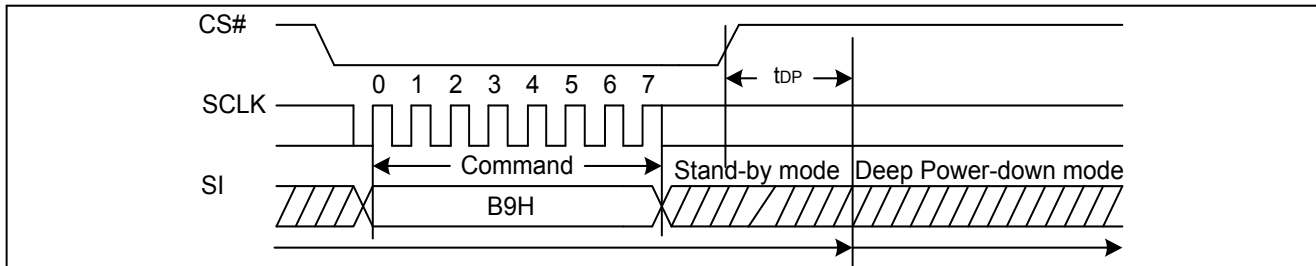 CS#
tDP
0 1 2 3 4 5 6 7
SCLK
Command
Stand-by mode Deep Power-down mode
SI
B9H